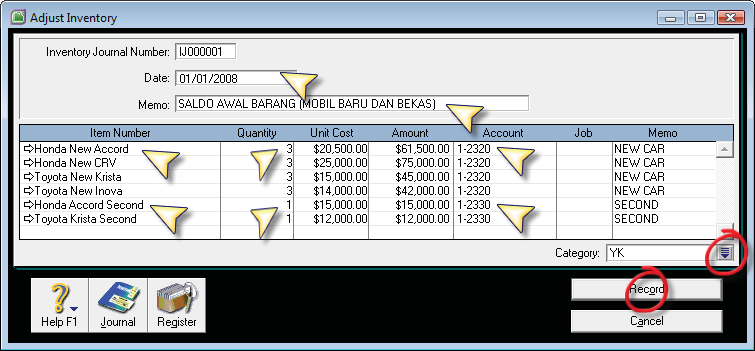 Adjust Inventory
Inventory Journal Number: IJ000001
Date: 01/01/2008
Memo: SALDO AWAL BARANG (MOBIL BARU DAN BEKAS)
Item Number Quantity Unit Cost Amount Account Job Memo
Honda New Accord 3 $20,500.00 $61,500.00 1-2320 NEW CAR
Honda New CRV 3 $25,000.00 $75,000.00 1-2320 NEW CAR
Toyota New Krista 3 $15,000.00 $45,000.00 1-2320 NEW CAR
Toyota New Inova 3 $14,000.00 $42,000.00 1-2320 NEW CAR
Honda Accord Second 1 $15,000.00 $15,000.00 1-2330 SECOND
Toyota Krista Second 1 $12,000.00 $12,000.00 1-2330 SECOND
Category: YK
Help F1 Journal Register
Record
Cancel